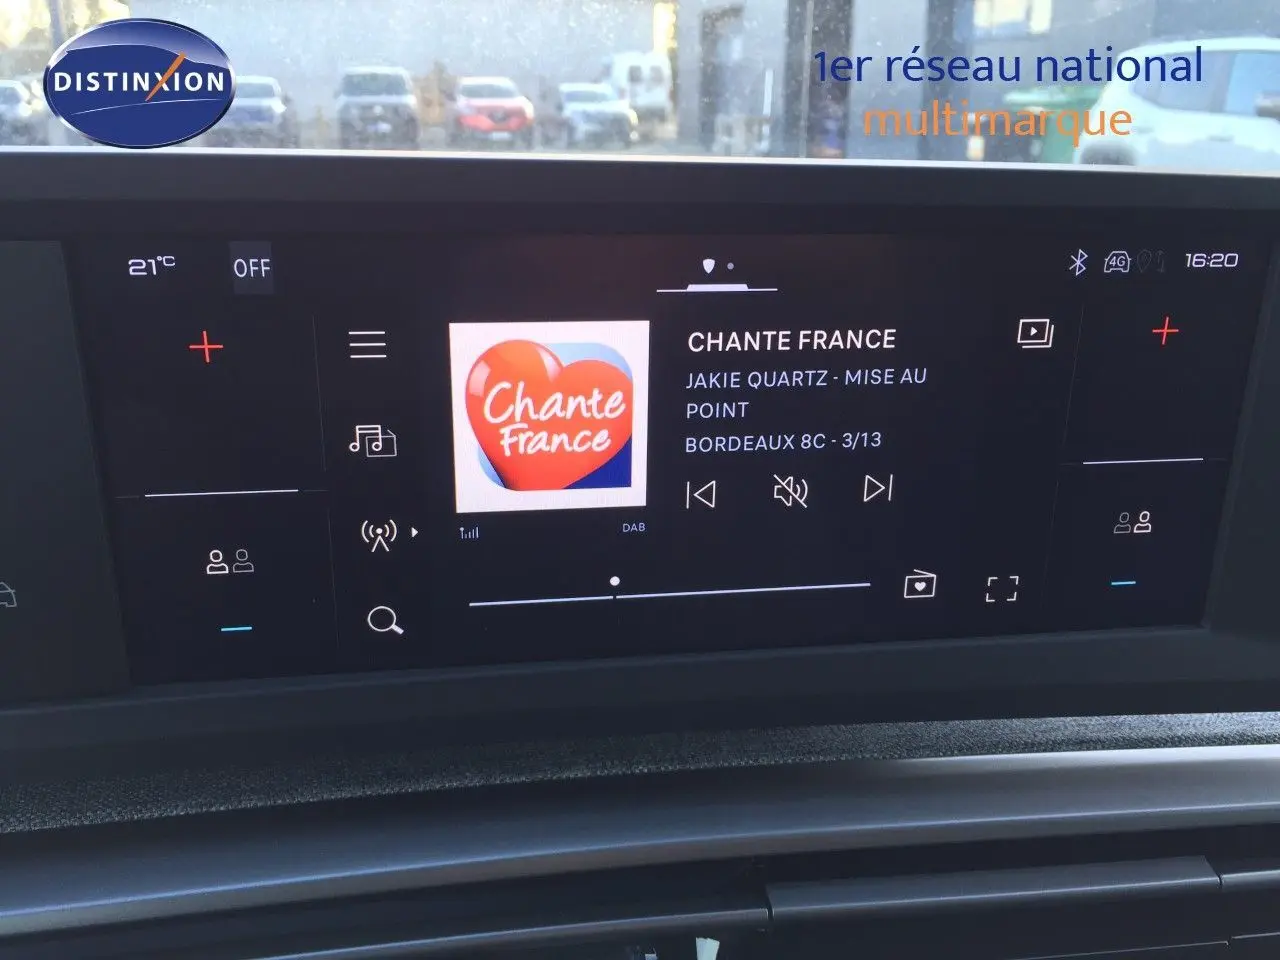 DISTINXION
1er réseau national
multimarque
21°C
OFF
4G
16:20
Chante
France
CHANTE FRANCE
JAKIE QUARTZ - MISE AU
POINT
BORDEAUX 8C - 3/13
DAB